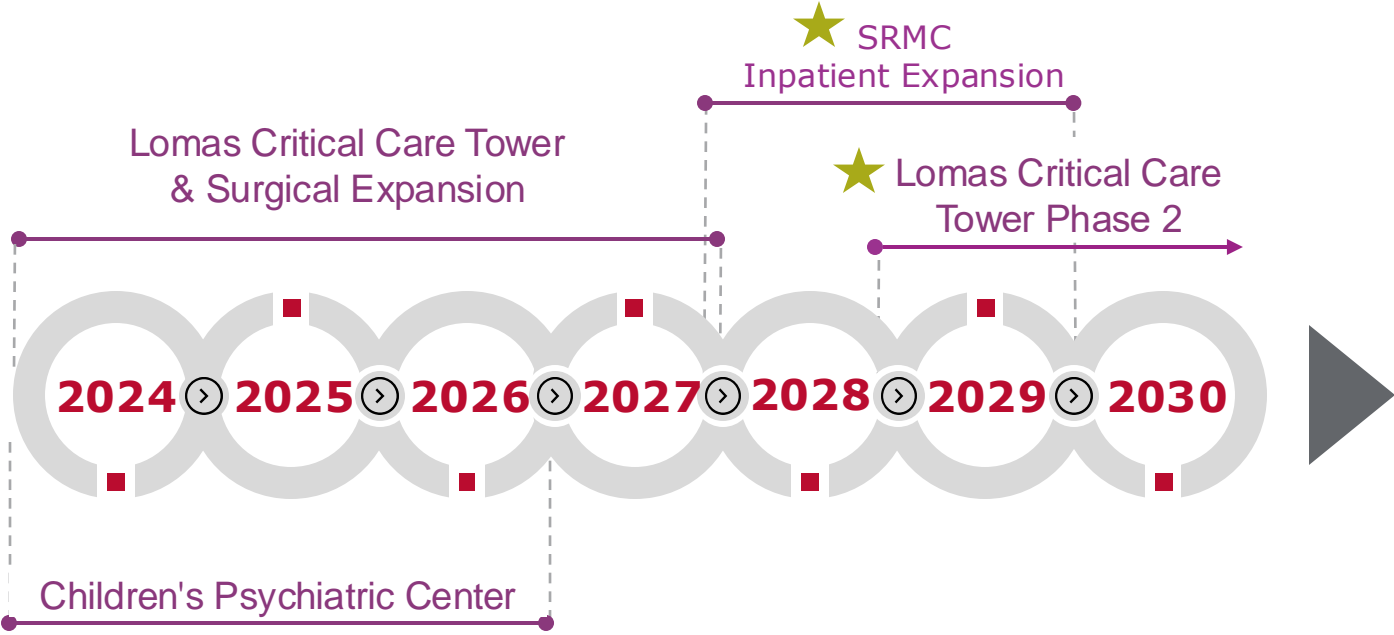 SRMC
Inpatient Expansion
Lomas Critical Care Tower
& Surgical Expansion
Lomas Critical Care
Tower Phase 2
2024 2025 2026 2027 2028 2029 2030
Children's Psychiatric Center